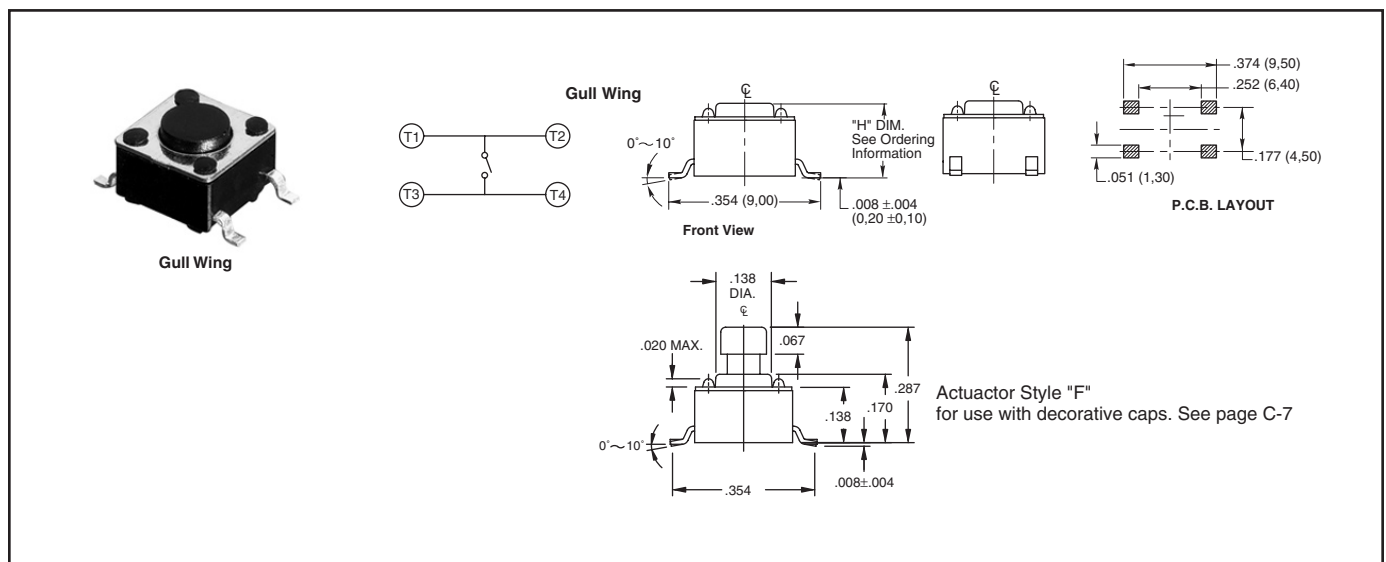 Gull Wing
T1
T2
T3
T4
Gull Wing
℄
0°~10°
"H" DIM.
See Ordering
Information
.354 (9,00)
.008 ±.004
(0,20 ±0,10)
Front View
℄
.374 (9,50)
.252 (6,40)
.177 (4,50)
.051 (1,30)
P.C.B. LAYOUT
.138
DIA.
℄
.020 MAX.
.067
.287
.170
.138
0°~10°
.354
.008±.004
Actuactor Style "F"
for use with decorative caps. See page C-7